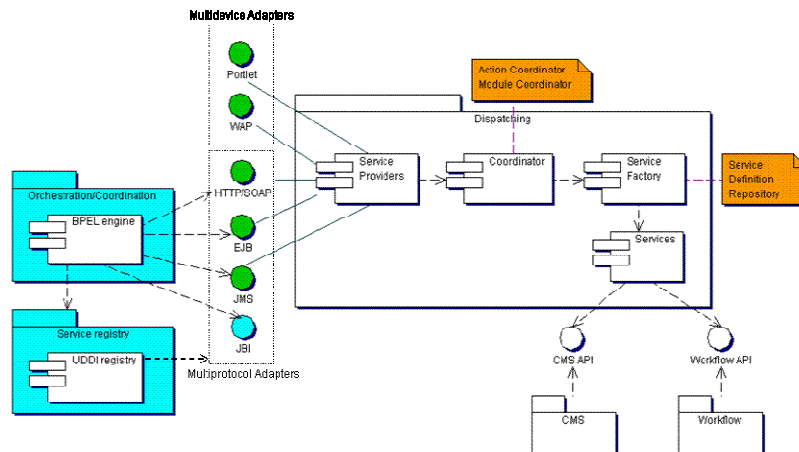 Multidevice Adapters
Portlet
WAP
HTTP/SOAP
EJB
JMS
JBI
Multiprotocol Adapters
Orchestration/Coordination
BPEL engine
Service registry
UDDI registry
Action Coordinator
Module Coordinator
Dispatching
Service
Providers
Coordinator
Service
Factory
Services
Service
Definition
Repository
CMS API
Workflow API
CMS
Workflow